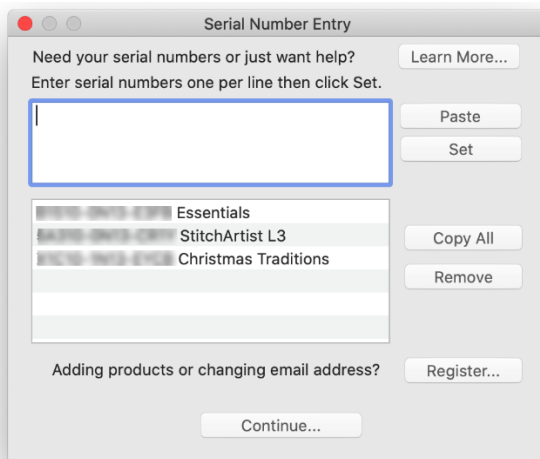 Serial Number Entry
Need your serial numbers or just want help?
Learn More...
Enter serial numbers one per line then click Set.
Paste
Set
Essentials
StitchArtist L3
Christmas Traditions
Copy All
Remove
Adding products or changing email address?
Register...
Continue...